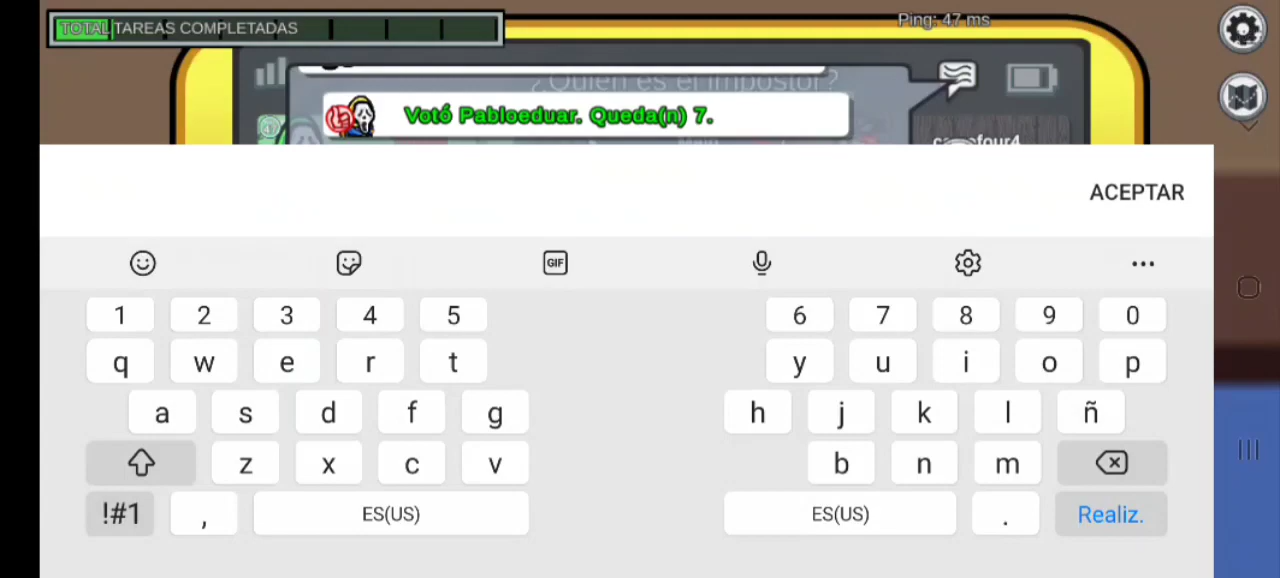 TOTAL TAREAS COMPLETADAS
Ping: 47 ms
¿Quién es el impostor?
Votó Pabloeduar. Queda(n) 7.
ACEPTAR
GIF
1 2 3 4 5 6 7 8 9 0
q w e r t y u i o p
a s d f g h j k l ñ
z x c v b n m
!#1 , ES(US) ES(US) . Realiz.